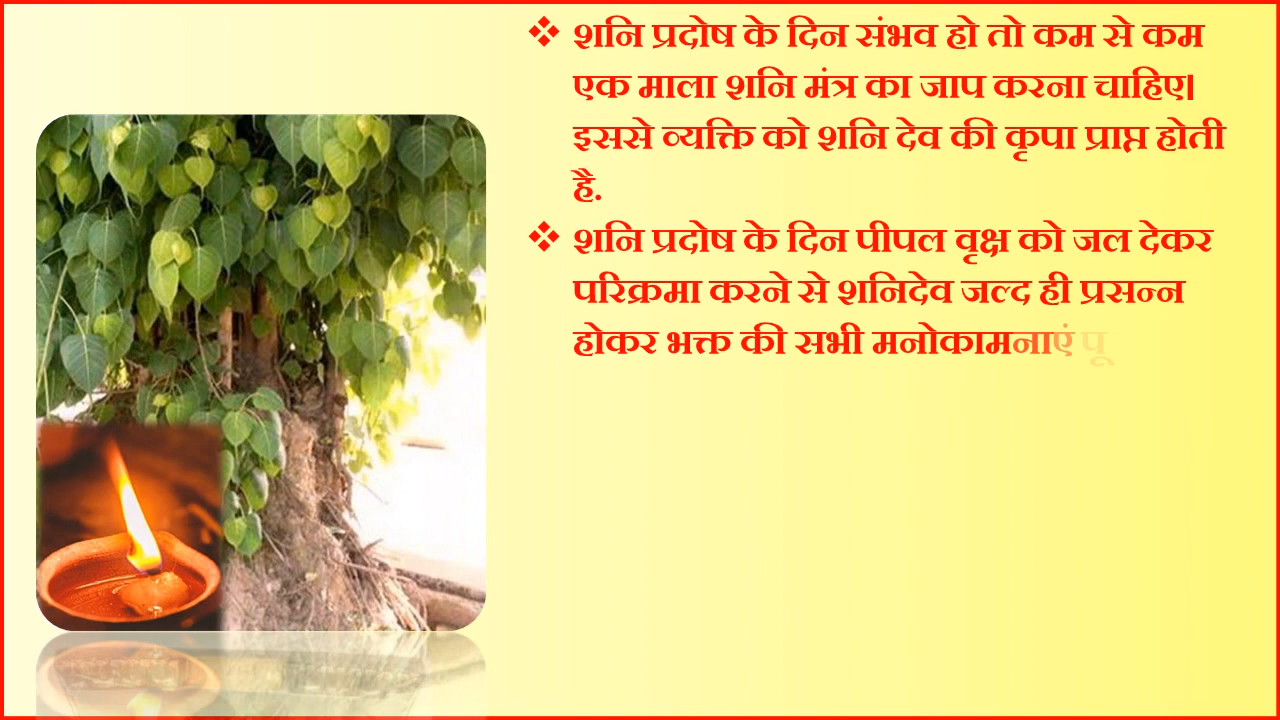 ❖ शनि प्रदोष के दिन संभव हो तो कम से कम
एक माला शनि मंत्र का जाप करना चाहिए।
इससे व्यक्ति को शनि देव की कृपा प्राप्त होती
है.
❖ शनि प्रदोष के दिन पीपल वृक्ष को जल देकर
परिक्रमा करने से शनिदेव जल्द ही प्रसन्न
होकर भक्त की सभी मनोकामनाएं पू